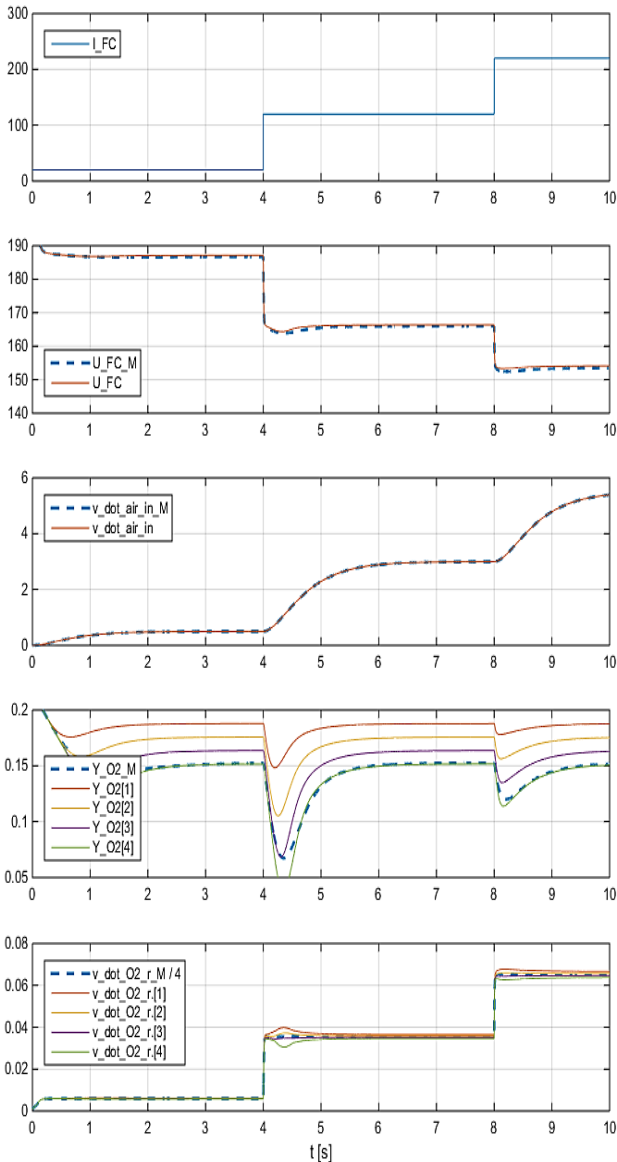 300
200
100
0
I_FC
0 1 2 3 4 5 6 7 8 9 10
190
180
170
160
150
140
U_FC_M
U_FC
0 1 2 3 4 5 6 7 8 9 10
6
4
2
0
v_dot_air_in_M
v_dot_air_in
0 1 2 3 4 5 6 7 8 9 10
0.2
0.15
0.1
0.05
Y_O2_M
Y_O2[1]
Y_O2[2]
Y_O2[3]
Y_O2[4]
0 1 2 3 4 5 6 7 8 9 10
0.08
0.06
0.04
0.02
0
v_dot_O2_r_M / 4
v_dot_O2_r.[1]
v_dot_O2_r.[2]
v_dot_O2_r.[3]
v_dot_O2_r.[4]
0 1 2 3 4 5 6 7 8 9 10
t [s]